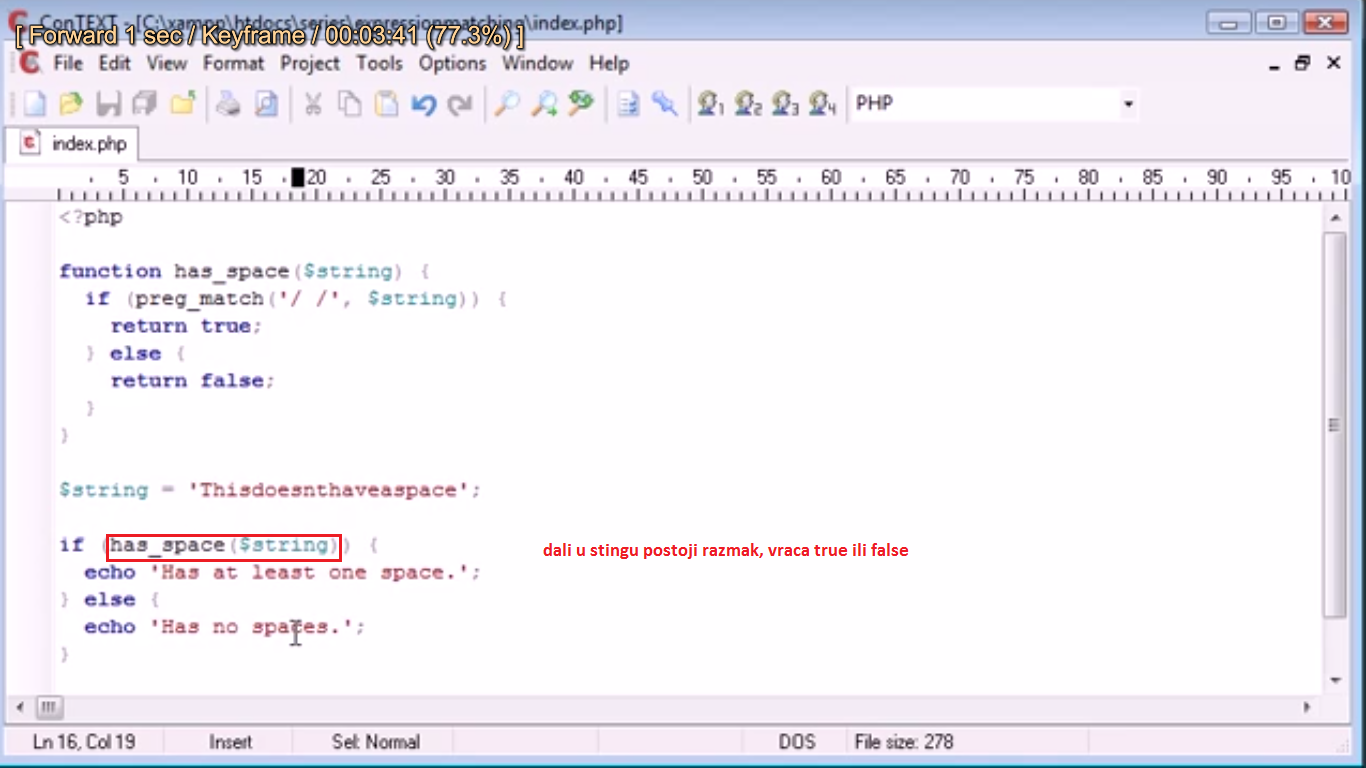 ConTEXT - [C:\xampp\htdocs\series\expressionmatching\index.php]
[ Forward 1 sec / Keyframe / 00:03:41 (77.3%) ]
File Edit View Format Project Tools Options Window Help
1 2 3 4 PHP
index.php
5 10 15 20 25 30 35 40 45 50 55 60 65 70 75 80 85 90 95 10
<?php
function has_space($string) {
if (preg_match('/ /', $string)) {
return true;
} else {
return false;
}
}
$string = 'Thisdoesnthaveaspace';
if (has_space($string)) { dali u stingu postoji razmak, vraca true ili false
echo 'Has at least one space.';
} else {
echo 'Has no spaces.';
}
Ln 16, Col 19 Insert Sel: Normal DOS File size: 278